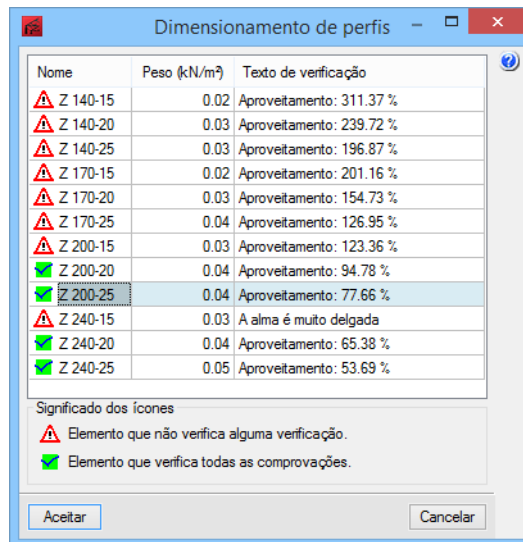 Dimensionamento de perfis
Nome Peso (kN/m²) Texto de verificação
Z 140-15 0.02 Aproveitamento: 311.37 %
Z 140-20 0.03 Aproveitamento: 239.72 %
Z 140-25 0.03 Aproveitamento: 196.87 %
Z 170-15 0.02 Aproveitamento: 201.16 %
Z 170-20 0.03 Aproveitamento: 154.73 %
Z 170-25 0.04 Aproveitamento: 126.95 %
Z 200-15 0.03 Aproveitamento: 123.36 %
Z 200-20 0.04 Aproveitamento: 94.78 %
Z 200-25 0.04 Aproveitamento: 77.66 %
Z 240-15 0.03 A alma é muito delgada
Z 240-20 0.04 Aproveitamento: 65.38 %
Z 240-25 0.05 Aproveitamento: 53.69 %
Significado dos ícones
Elemento que não verifica alguma verificação.
Elemento que verifica todas as comprovações.
Aceitar Cancelar